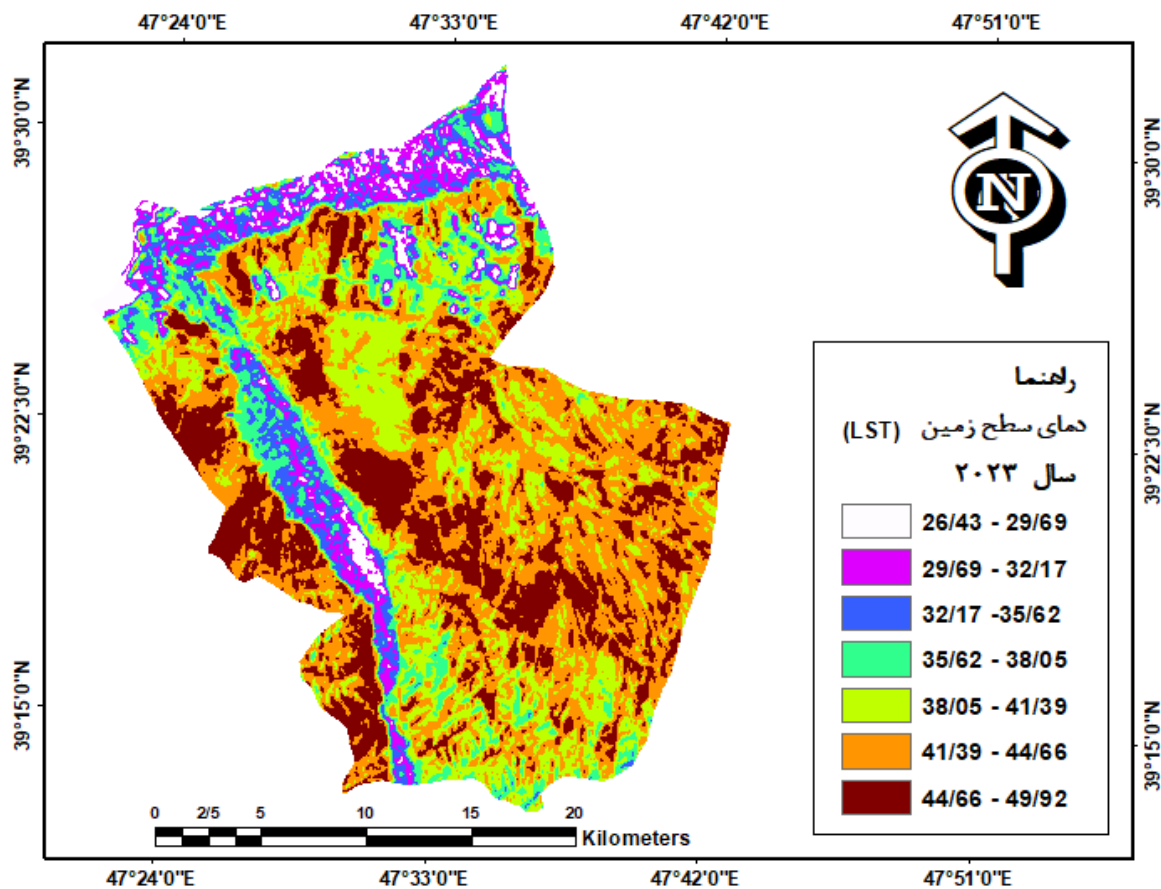 47°24'0"E 47°33'0"E 47°42'0"E 47°51'0"E
39°30'0"N
39°22'30"N
39°15'0"N
39°30'0"N
39°22'30"N
39°15'0"N
N
راهنما
دمای سطح زمین (LST)
سال ۲۰۲۳
26/43 - 29/69
29/69 - 32/17
32/17 -35/62
35/62 - 38/05
38/05 - 41/39
41/39 - 44/66
44/66 - 49/92
0 2/5 5 10 15 20
Kilometers
47°24'0"E 47°33'0"E 47°42'0"E 47°51'0"E